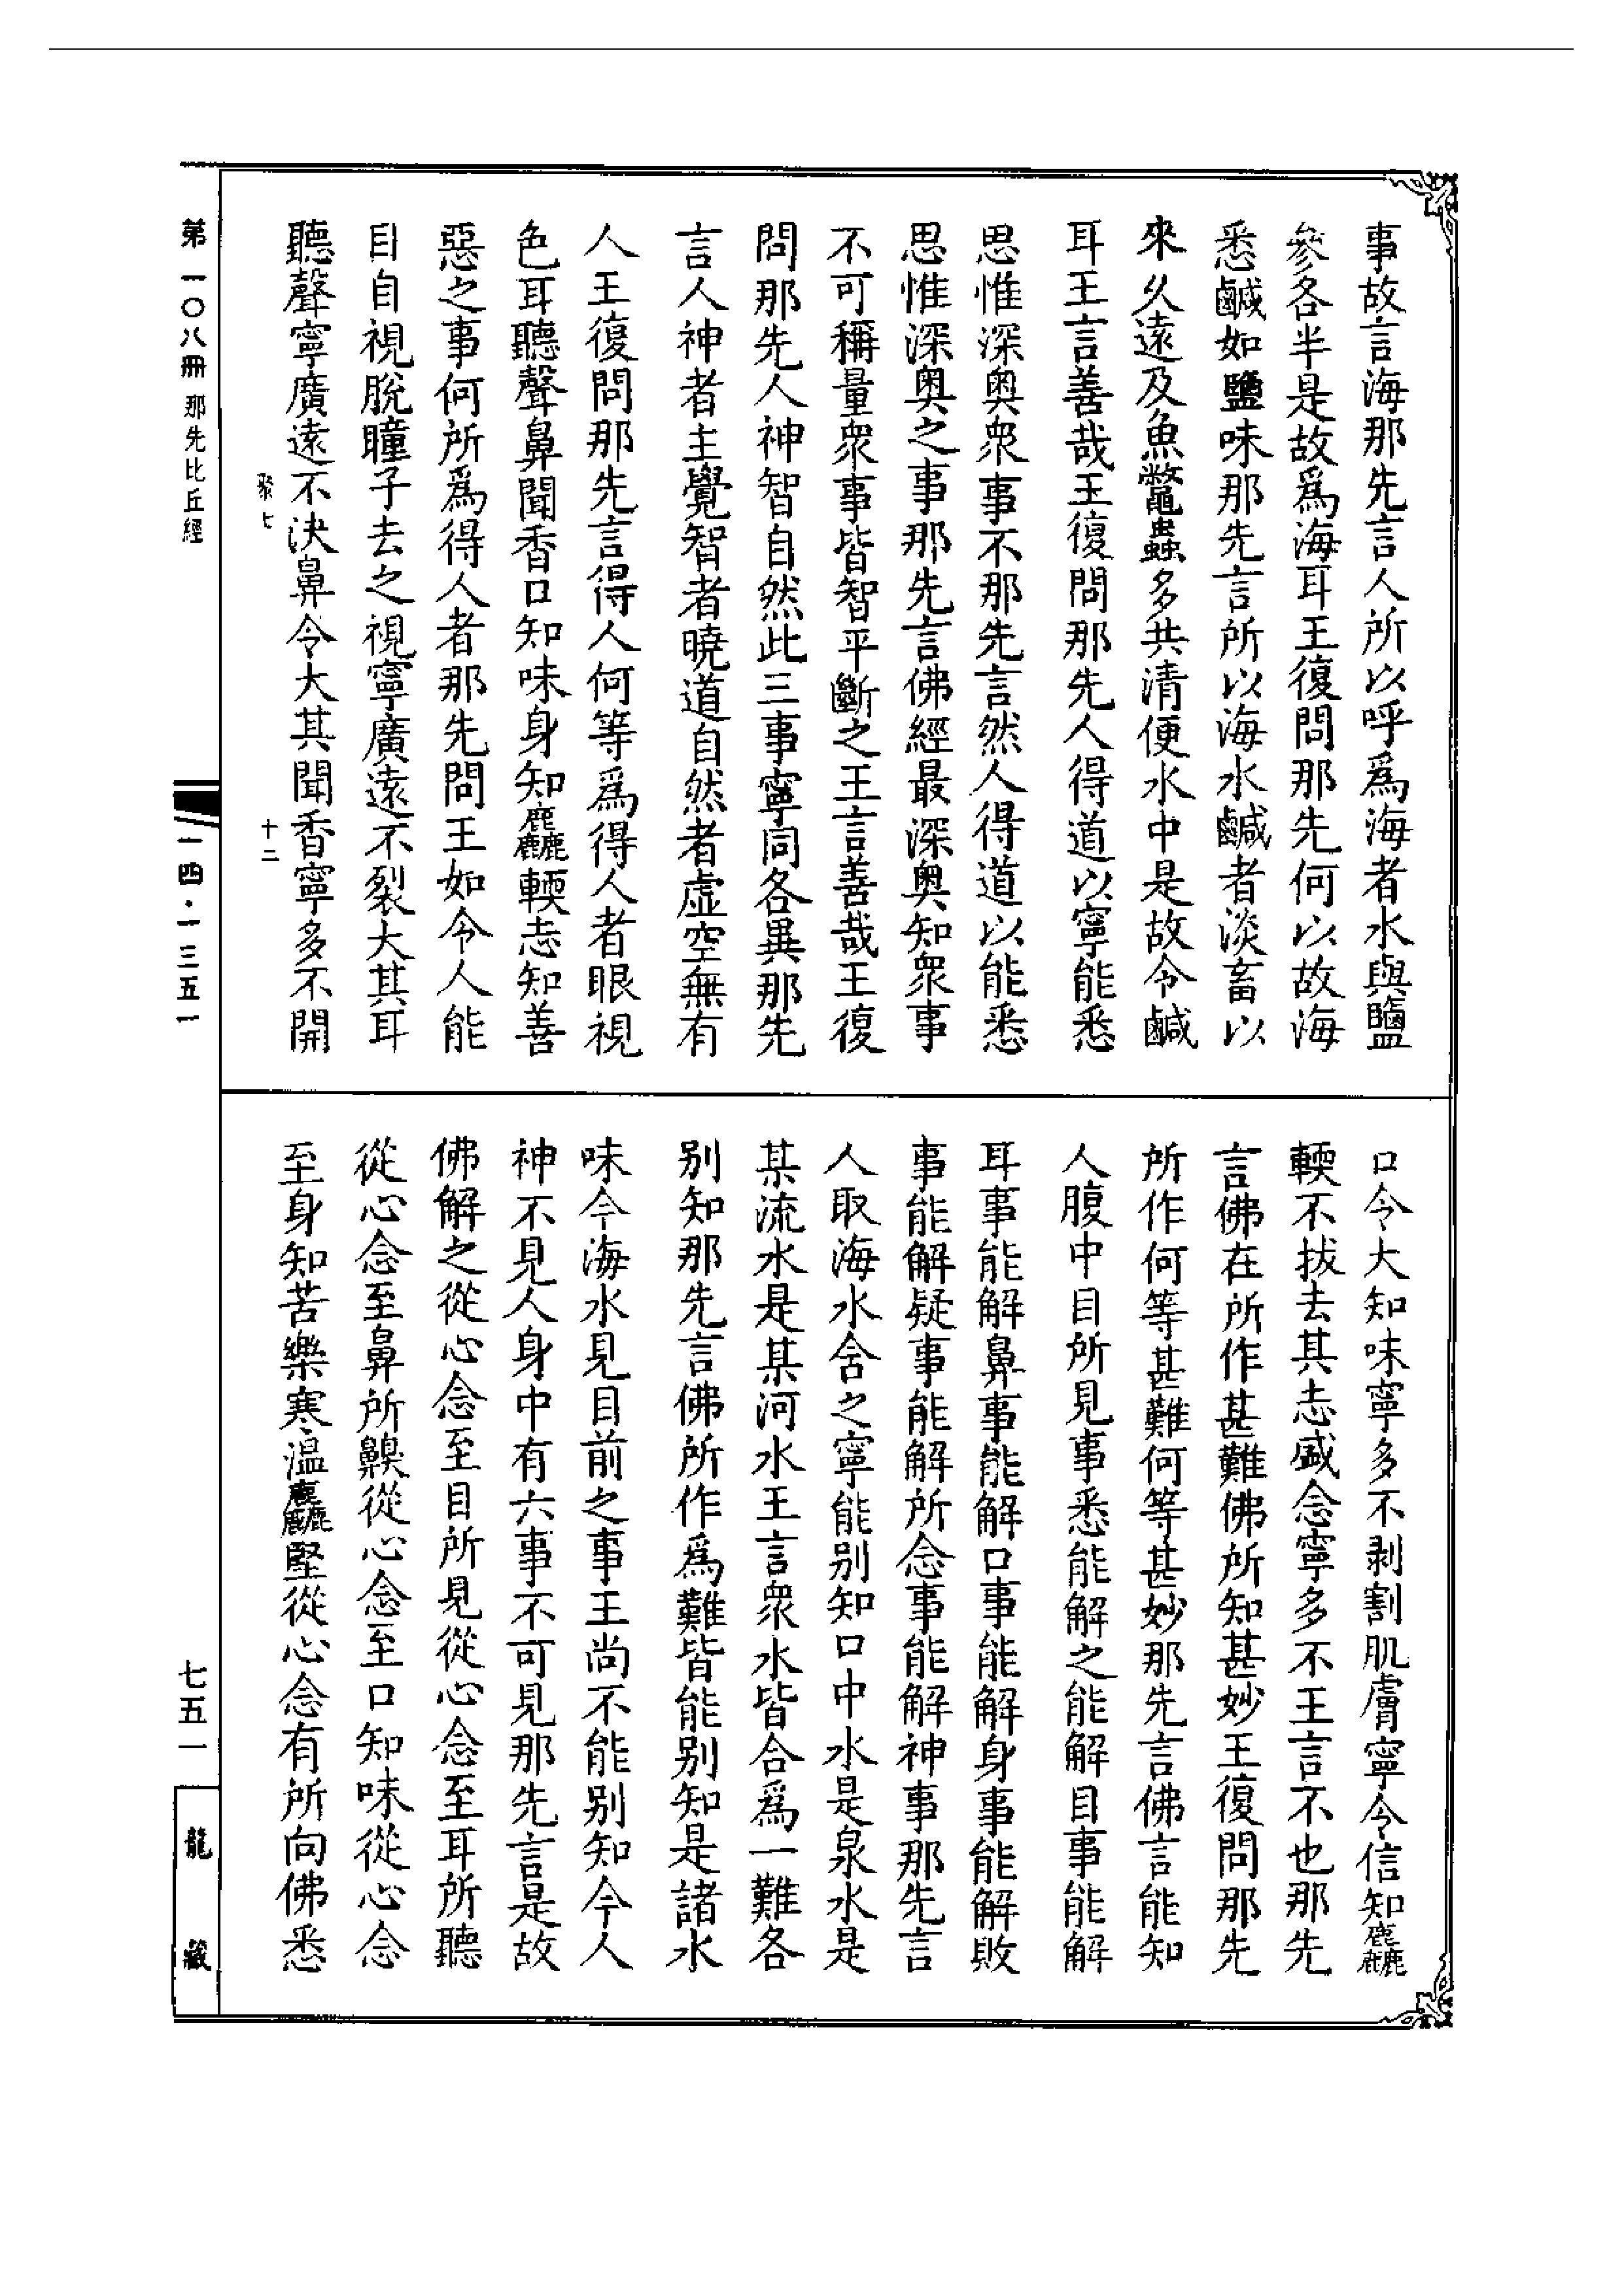 事故言海那先言人所以呼爲海者水與鹽
參各半是故爲海耳王復問那先何以故海
悉鹹如鹽味那先言所以海水鹹者淡畜以
來久遠及魚鼈蟲多共清便水中是故令鹹
耳王言善哉王復問那先人得道以寧能悉
思惟深奧衆事不那先言然人得道以能悉
思惟深奧之事那先言佛經最深奧知衆事
不可稱量衆事皆智平斷之王言善哉王復
問那先人神智自然此三事寧同各異那先
言人神者主覺智者曉道自然者虛空無有
人王復問那先言得人何等爲得人者眼視
色耳聽聲鼻聞香口知味身知麤輭志知善
惡之事何所爲得人者那先問王如令人能
目自視脫瞳子去之視寧廣遠不裂大其耳
聽聲寧廣遠不決鼻令大其聞香寧多不開
口令大知味寧多不剥割肌膚寧令信知麤
輭不拔去其志盛念寧多不王言不也那先
言佛在所作甚難佛所知甚妙王復問那先
所作何等甚難何等甚妙那先言佛言能知
人腹中目所見事悉能解之能解目事能解
耳事能解鼻事能解口事能解身事能解敗
事能解疑事能解所念事能解神事那先言
人取海水含之寧能別知口中水是泉水是
某流水是某河水王言衆水皆合爲一難各
別知那先言佛所作爲難皆能別知是諸水
味今海水見目前之事王尚不能別知今人
神不見人身中有六事不可見那先言是故
佛解之從心念至目所見從心念至耳所聽
從心念至鼻所齅從心念至口知味從心念
至身知苦樂寒溫麤堅從心念有所向佛悉
聚七
十二
第一〇八冊 那先比丘經
一四·一三五一
七五一
龍藏